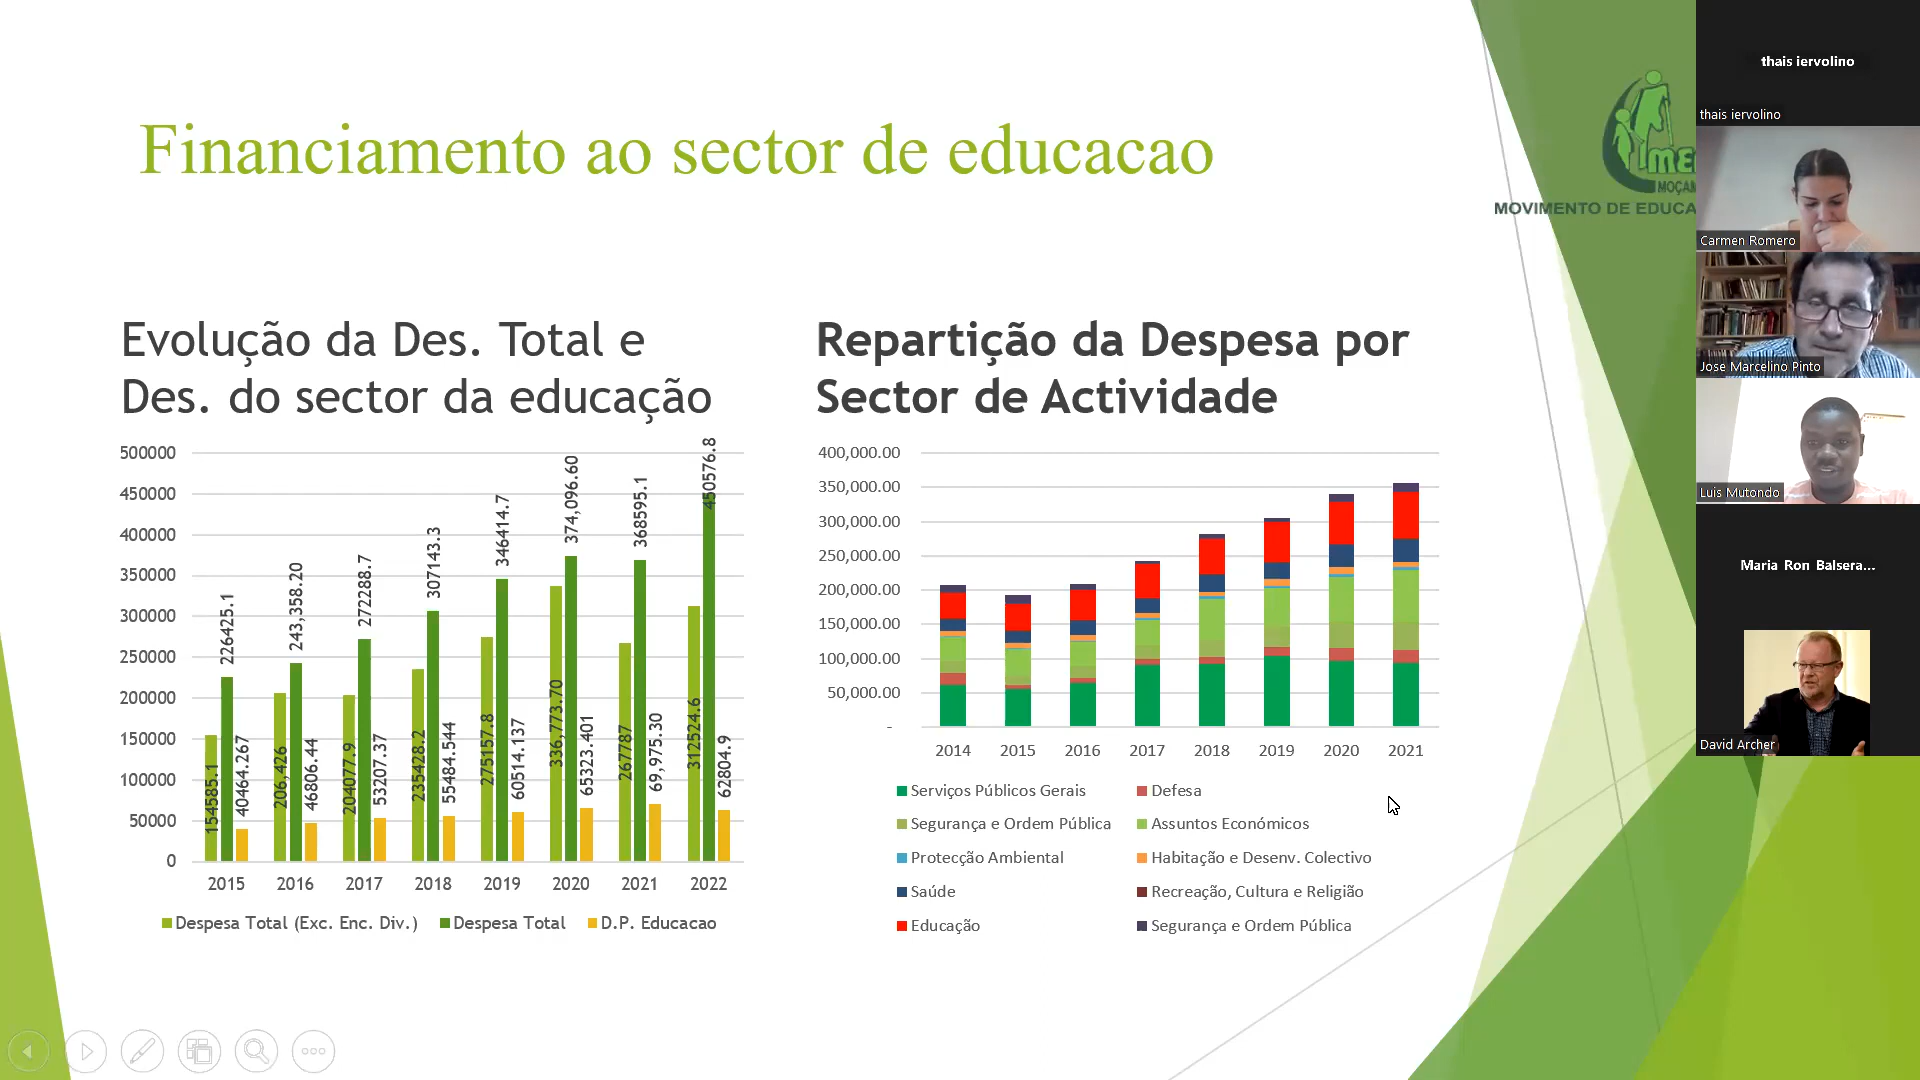 Financiamento ao sector de educacao
MOÇAM
MOVIMENTO DE EDUCA
Evolução da Des. Total e
Des. do sector da educação
500000
450000
400000
350000
300000
250000
200000
150000
100000
50000
0
154585.1
226425.1
40464.267
206,426
243,358.20
46806.44
204077.9
272288.7
53207.37
235428.2
307143.3
55484.544
275157.8
346414.7
60514.137
336,773.70
374,096.60
65323.401
267787
368595.1
69,975.30
312524.6
450576.8
62804.9
2015 2016 2017 2018 2019 2020 2021 2022
Despesa Total (Exc. Enc. Div.) Despesa Total D.P. Educacao
Repartição da Despesa por
Sector de Actividade
400,000.00
350,000.00
300,000.00
250,000.00
200,000.00
150,000.00
100,000.00
50,000.00
-
2014 2015 2016 2017 2018 2019 2020 2021
Serviços Públicos Gerais Defesa
Segurança e Ordem Pública Assuntos Económicos
Protecção Ambiental Habitação e Desenv. Colectivo
Saúde Recreação, Cultura e Religião
Educação Segurança e Ordem Pública
thais iervolino
thais iervolino
Carmen Romero
Jose Marcelino Pinto
Luis Mutondo
Maria Ron Balsera...
David Archer